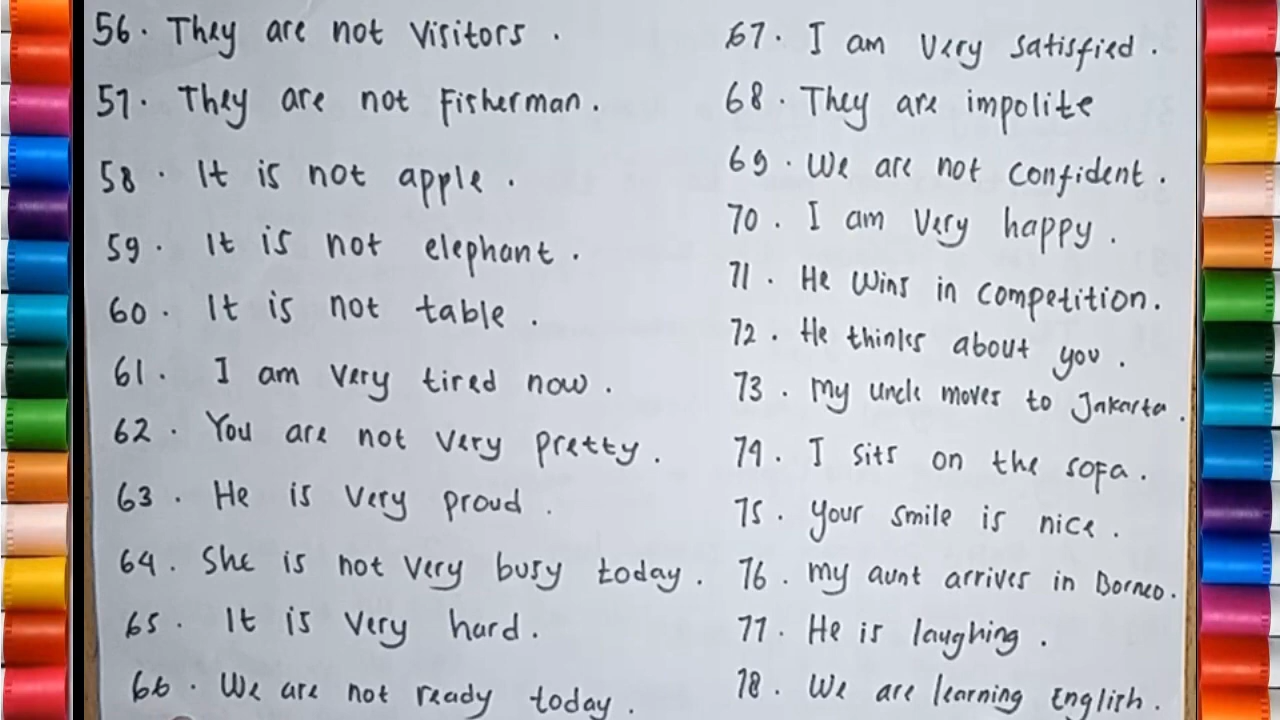 56. They are not visitors.
57. They are not Fisherman.
58. It is not apple.
59. It is not elephant.
60. It is not table.
61. I am very tired now.
62. You are not very pretty.
63. He is very proud.
64. She is not very busy today.
65. It is very hard.
66. We are not ready today.
67. I am very satisfied.
68. They are impolite
69. We are not confident.
70. I am very happy.
71. He wins in competition.
72. He thinks about you.
73. My uncle moves to Jakarta.
74. I sits on the sofa.
75. Your smile is nice.
76. My aunt arrives in Borneo.
77. He is laughing.
78. We are learning English.